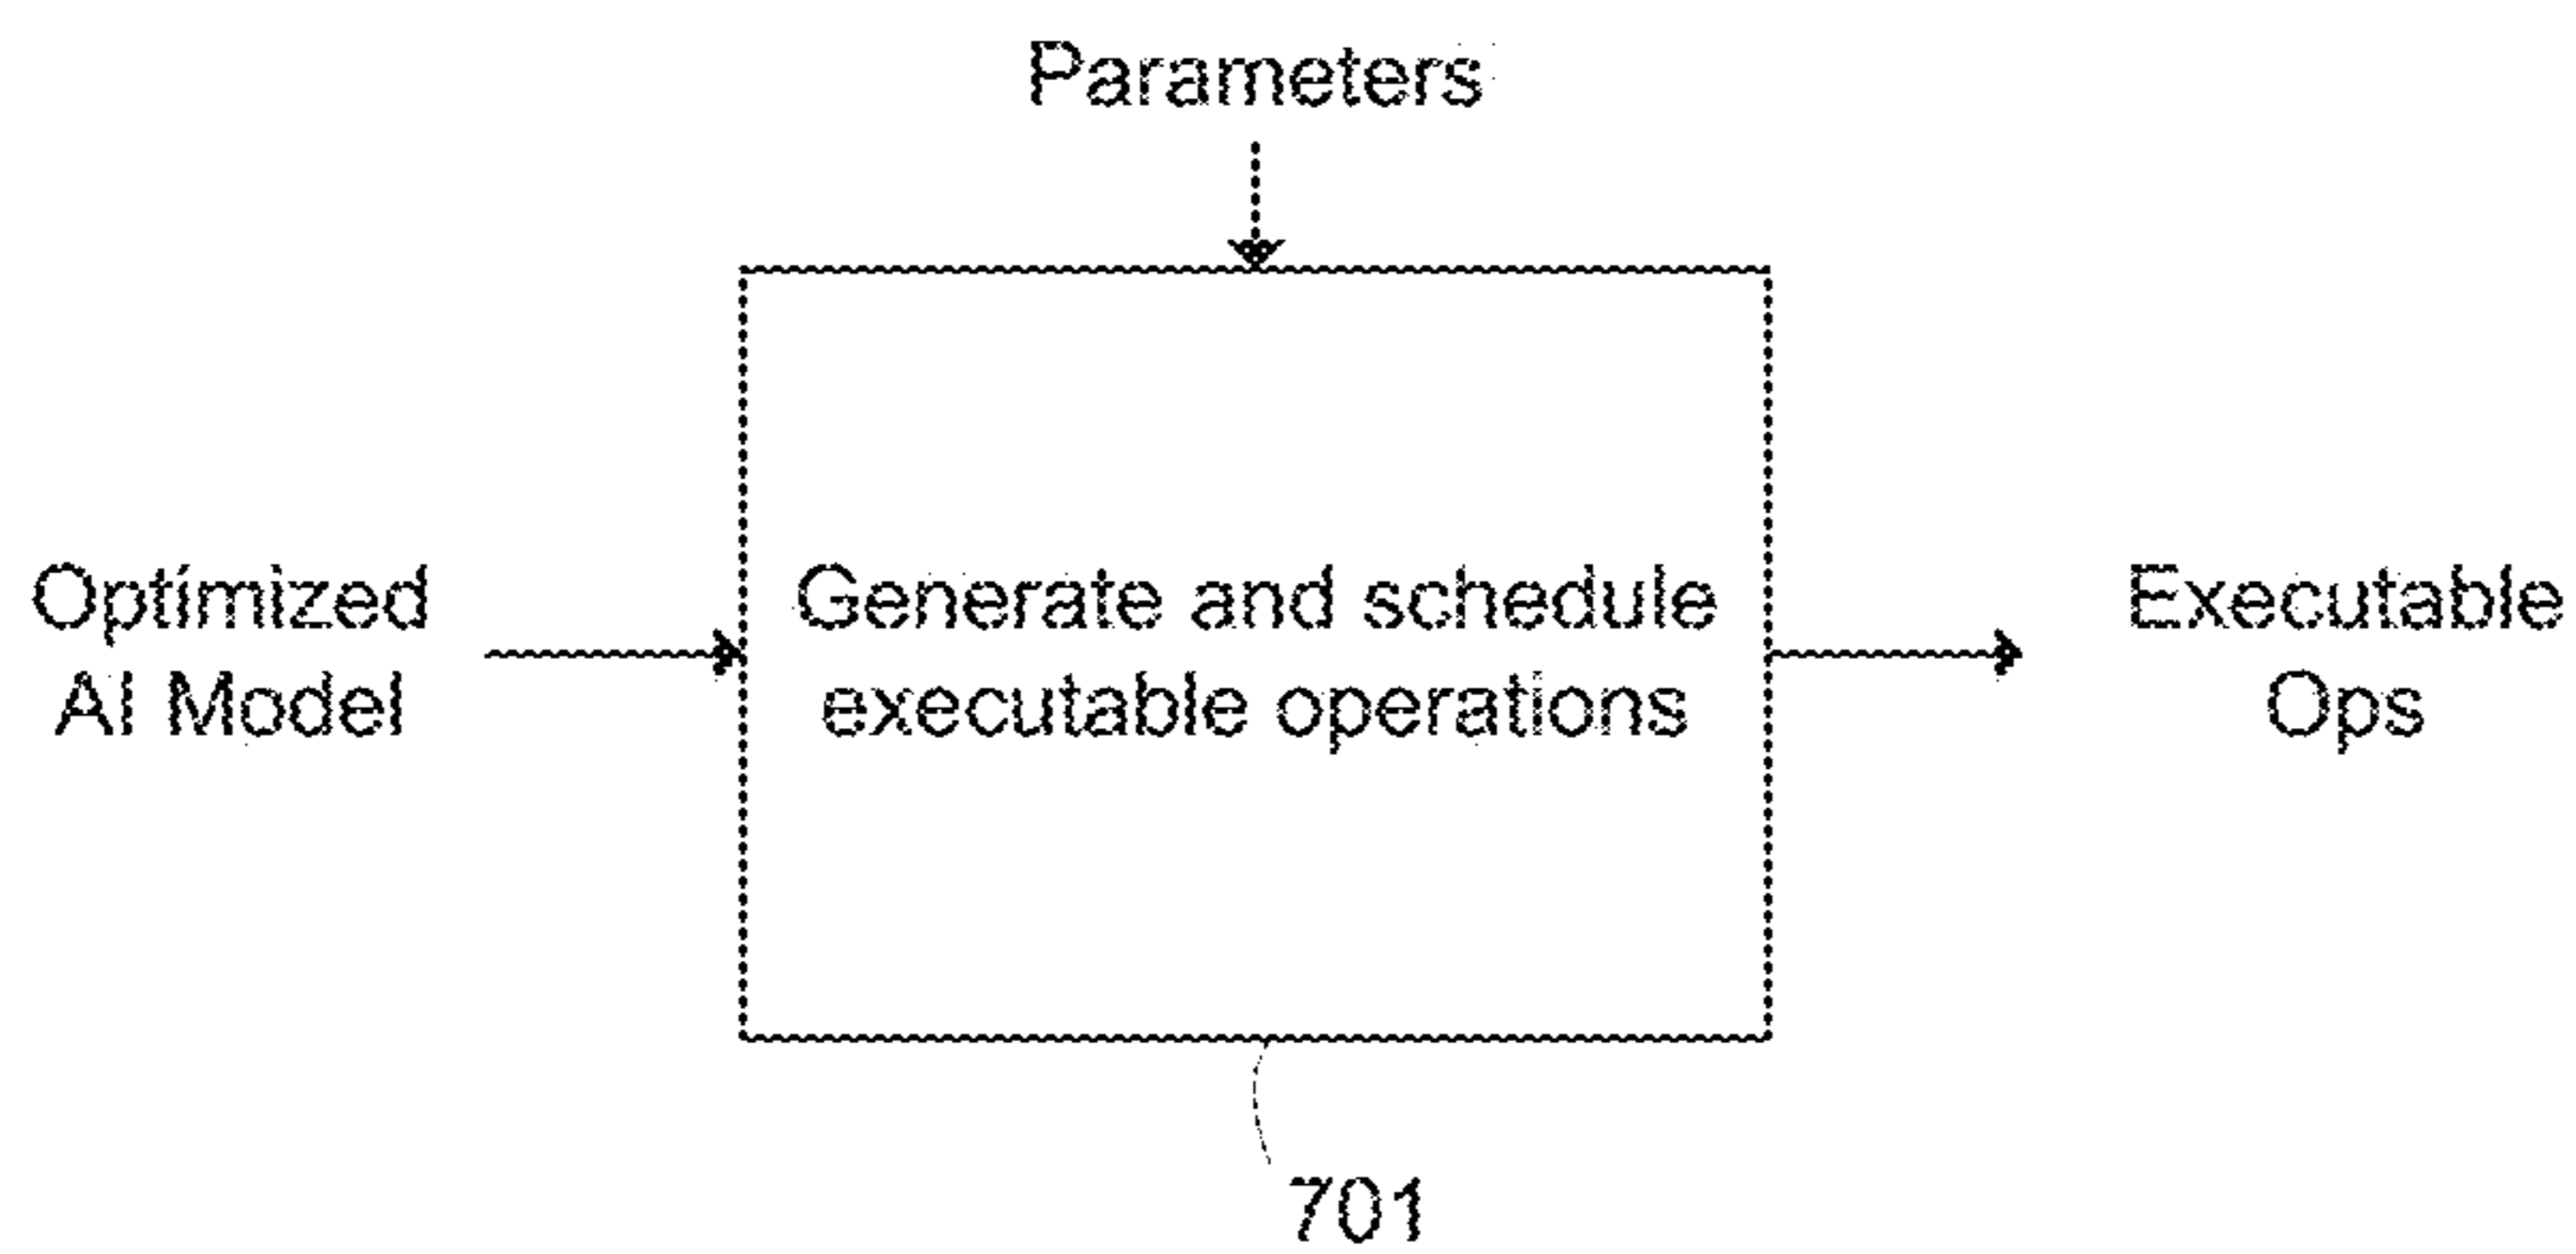 Parameters
Optimized
AI Model
Generate and schedule
executable operations
Executable
Ops
701